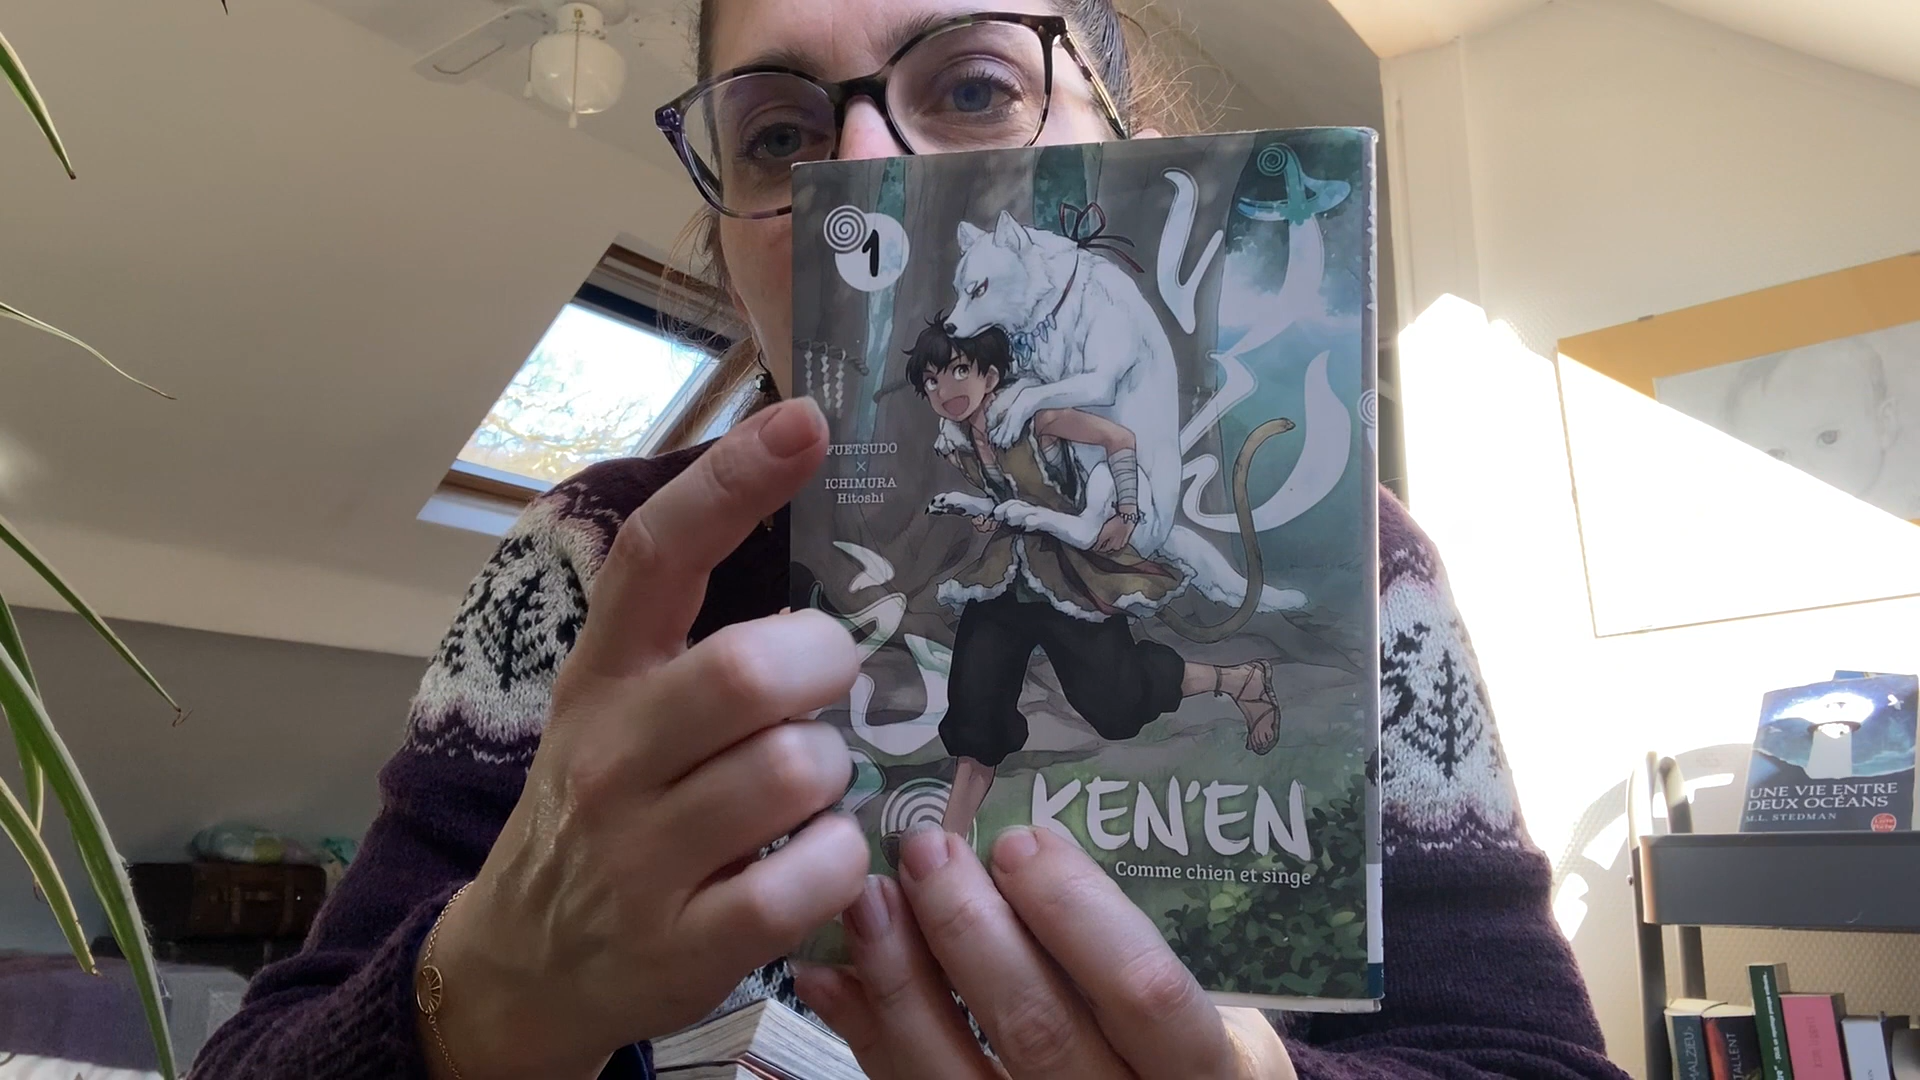 1
FUETSUDO
×
ICHIMURA
Hitoshi
KEN'EN
Comme chien et singe
UNE VIE ENTRE
DEUX OCÉANS
M.L. STEDMAN